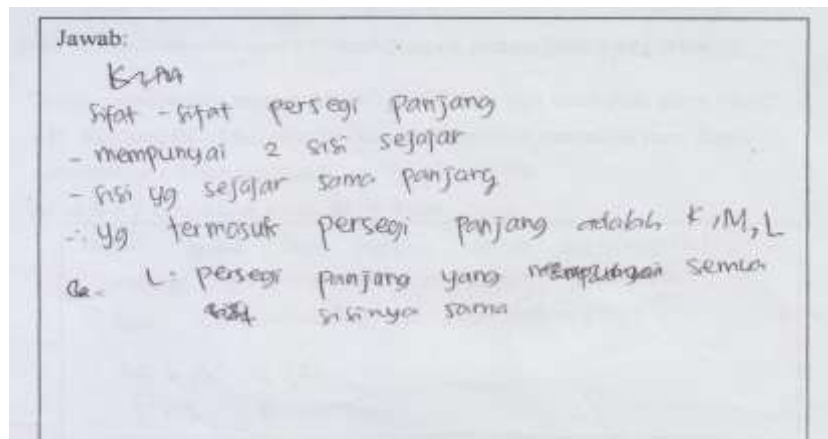 Jawab:
Sifat - sifat persegi panjang
- mempunyai 2 sisi sejajar
- sisi yg sejajar sama panjang
∴ yg termasuk persegi panjang adalah K, M, L
L: persegi panjang yang mempunyai semua
sisinya sama